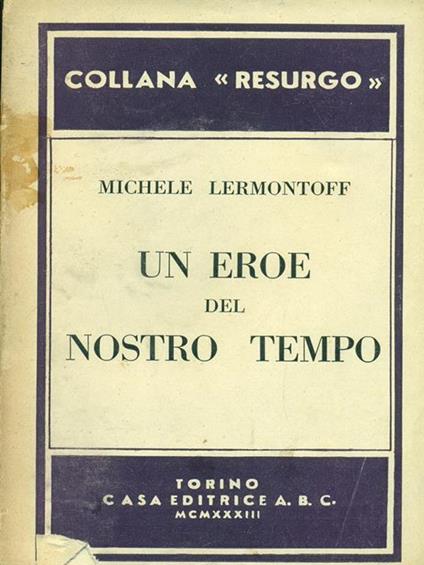 COLLANA « RESURGO »
MICHELE LERMONTOFF
UN EROE
DEL
NOSTRO TEMPO
TORINO
CASA EDITRICE A. B. C.
MCMXXXIII